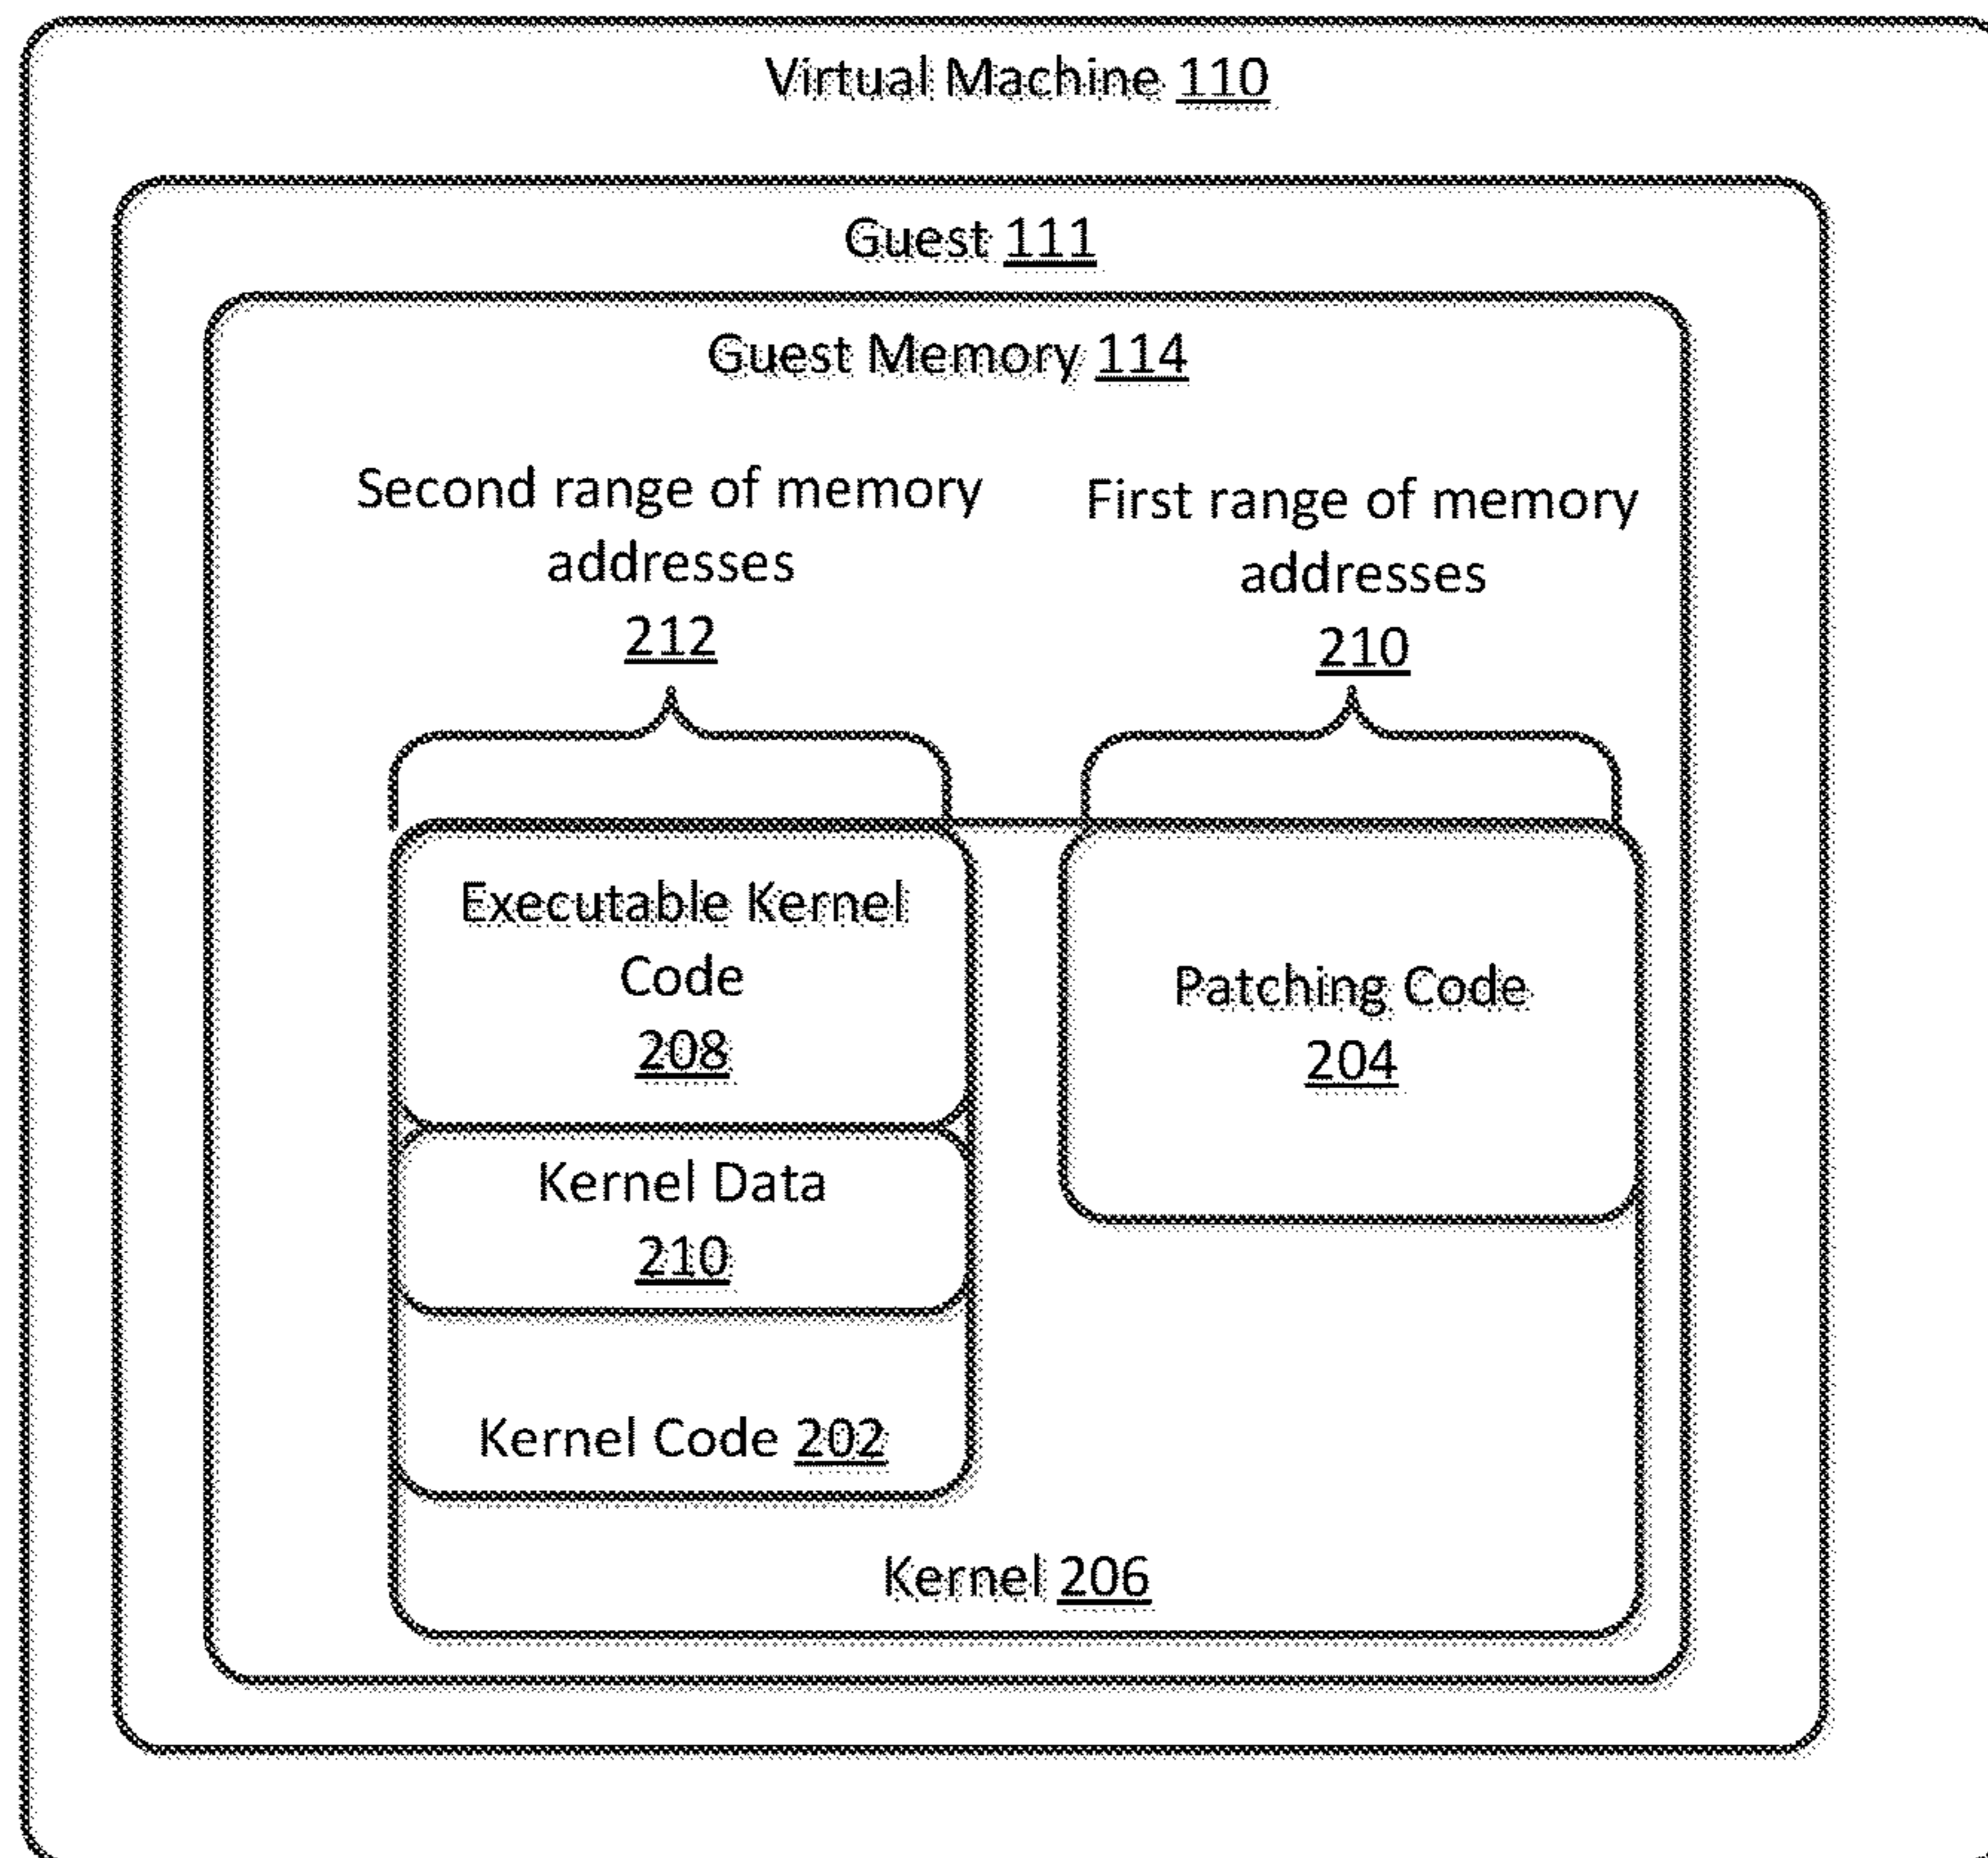 Virtual Machine 110
Guest 111
Guest Memory 114
Second range of memory
addresses
212
First range of memory
addresses
210
Executable Kernel
Code
208
Patching Code
204
Kernel Data
210
Kernel Code 202
Kernel 206